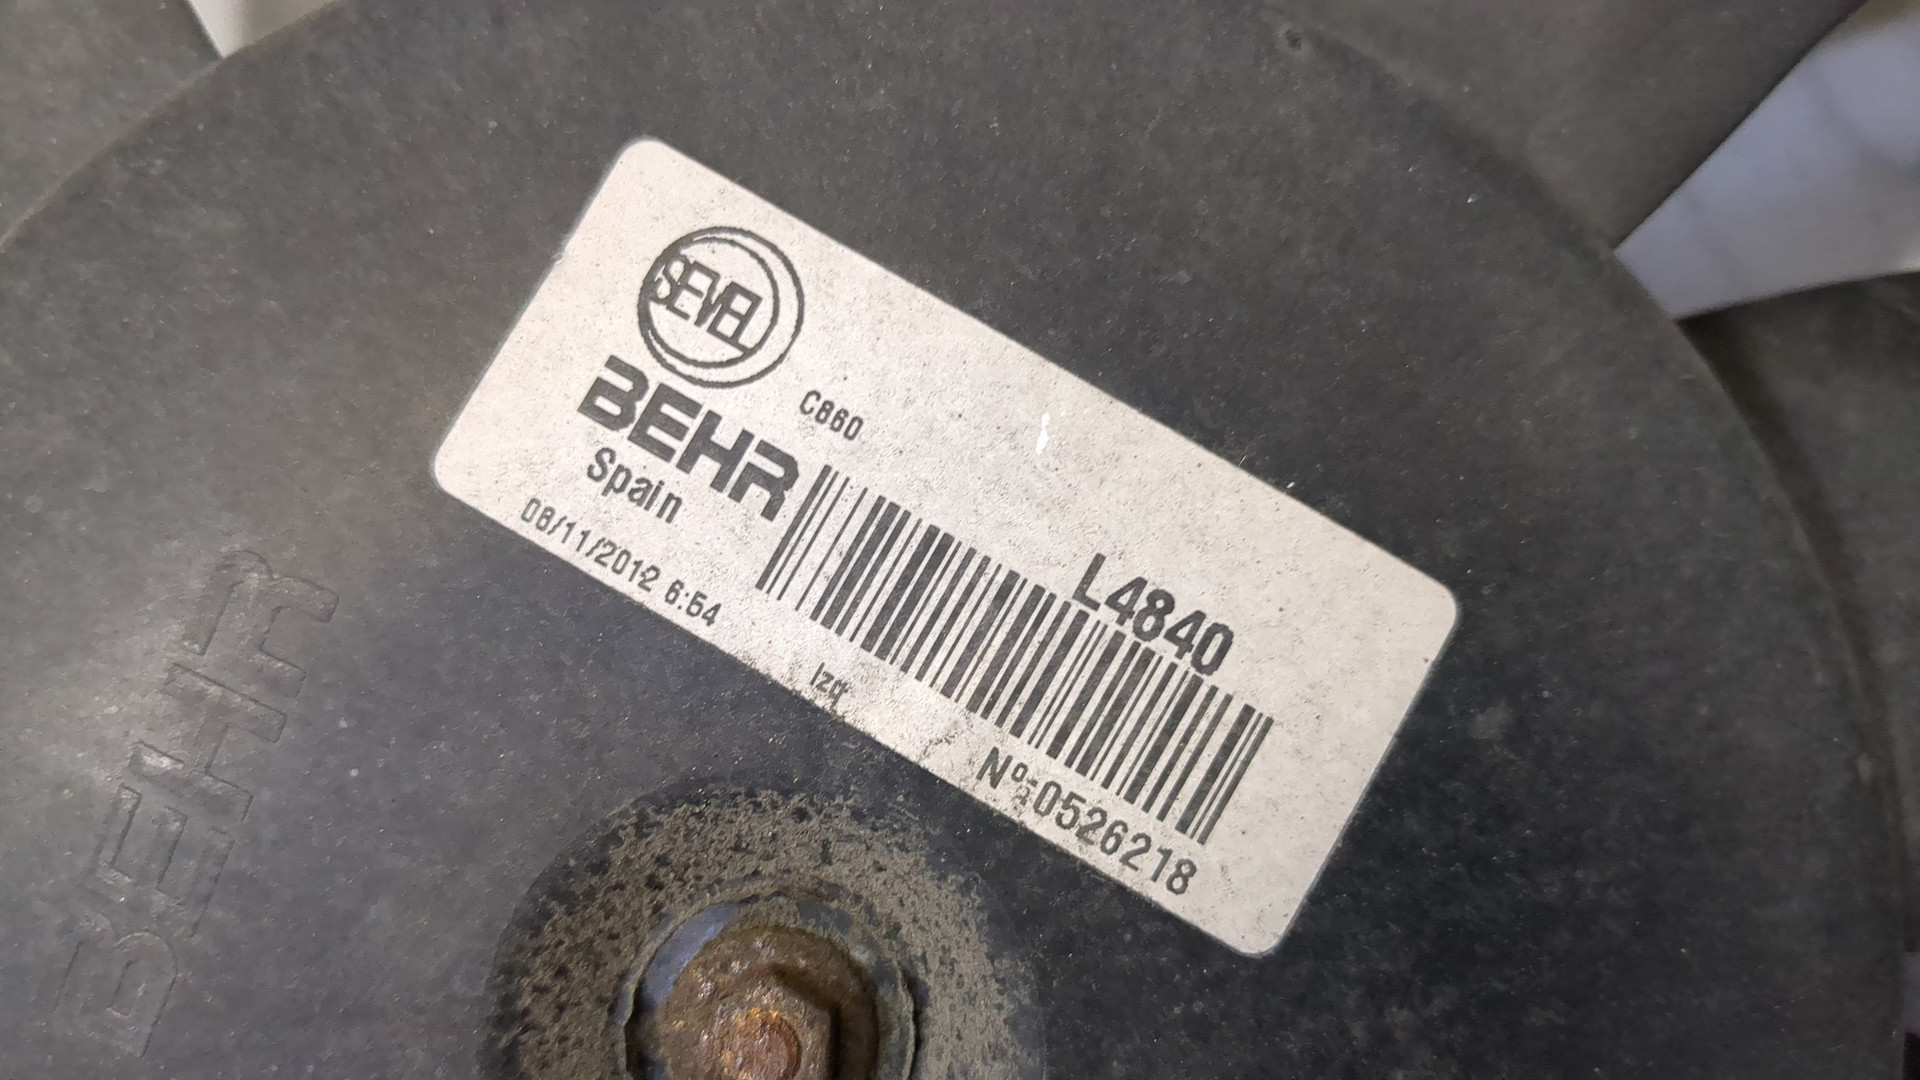 SEVEL
C860
BEHR
Spain
08/11/2012 6:54
L4840
Izq
Nº 0526218
BEHR